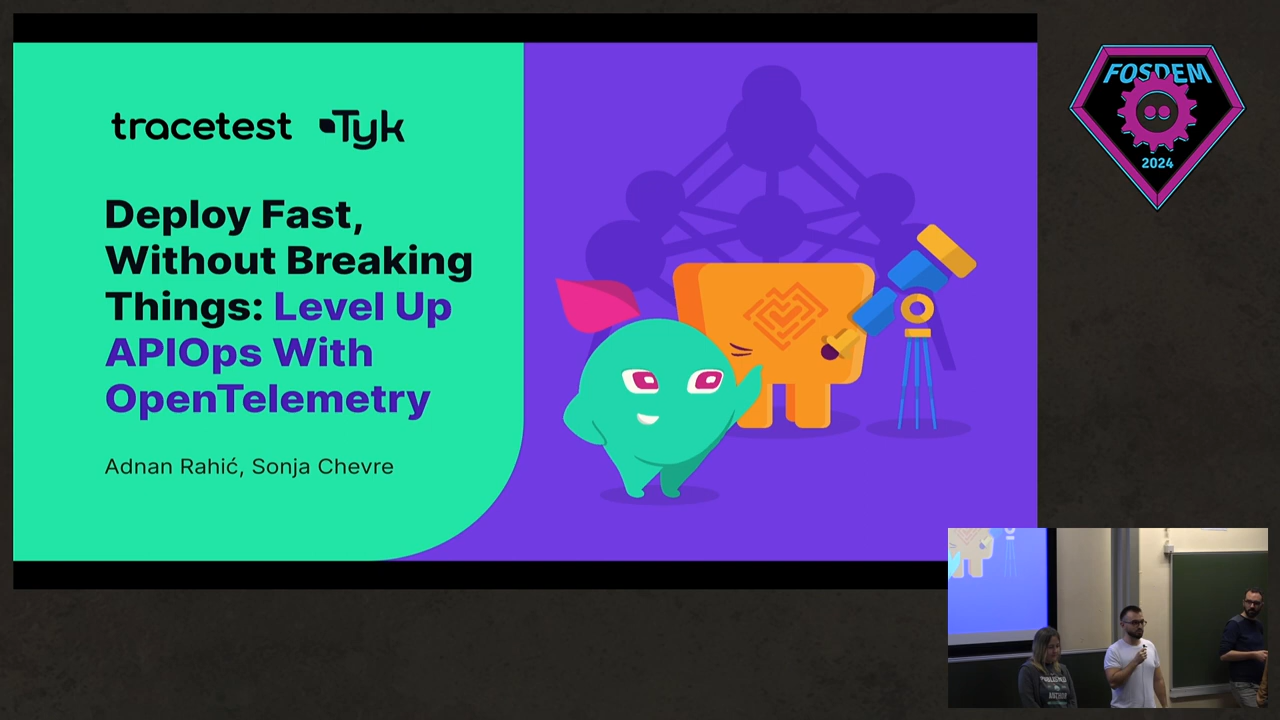 tracetest Tyk
Deploy Fast,
Without Breaking
Things: Level Up
APIOps With
OpenTelemetry
Adnan Rahić, Sonja Chevre
FOSDEM
2024